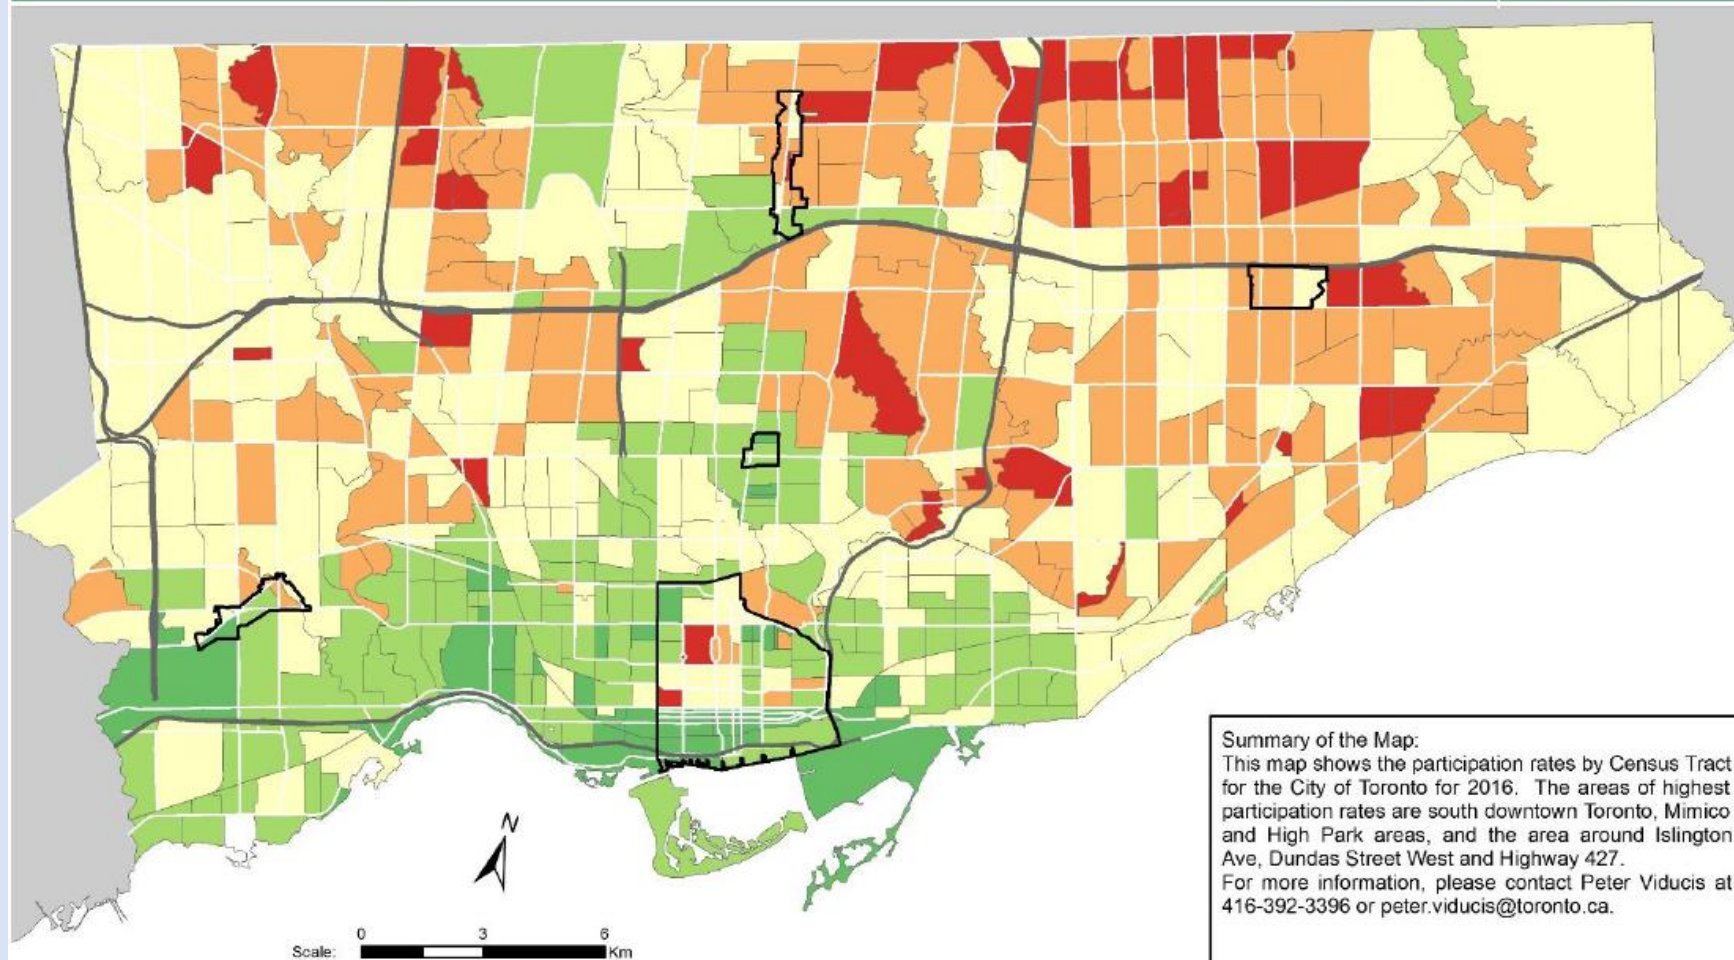 N
0 3 6
Scale: Km
Summary of the Map:
This map shows the participation rates by Census Tract
for the City of Toronto for 2016. The areas of highest
participation rates are south downtown Toronto, Mimico
and High Park areas, and the area around Islington
Ave, Dundas Street West and Highway 427.
For more information, please contact Peter Viducis at
416-392-3396 or peter.viducis@toronto.ca.